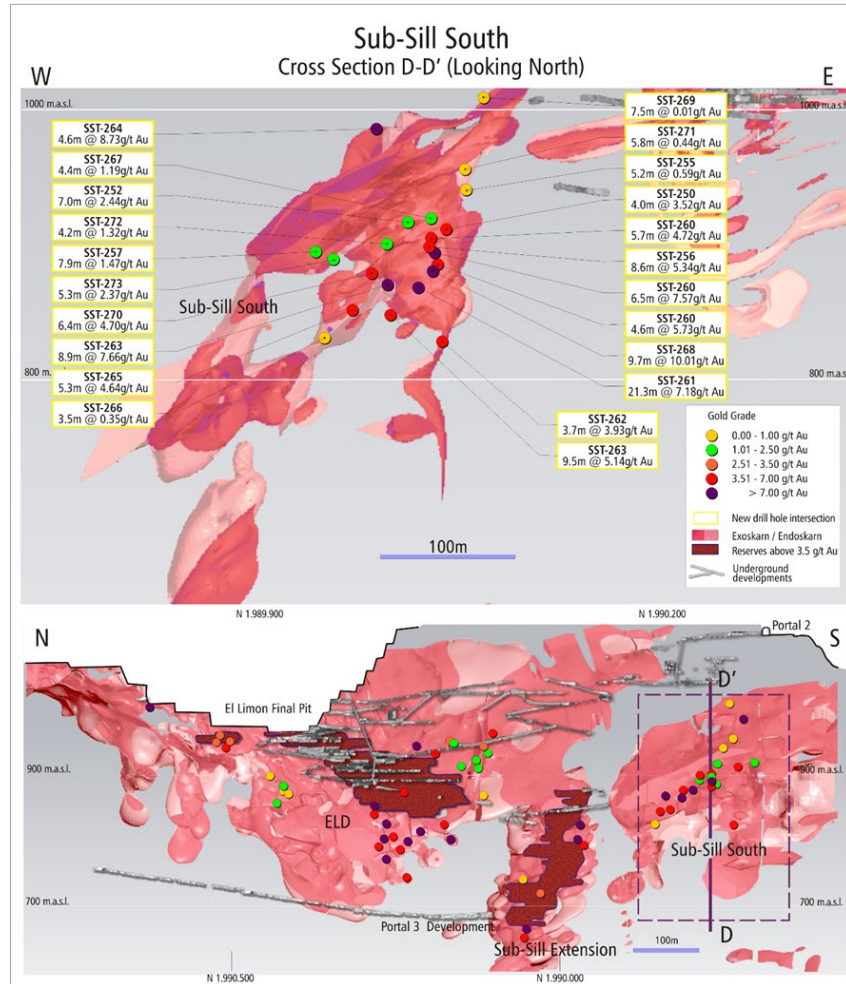 Sub-Sill South
Cross Section D-D' (Looking North)
W
E
1000 m.a.s.l.
1000 m.a.s.l.
SST-264
4.6m @ 8.73g/t Au
SST-267
4.4m @ 1.19g/t Au
SST-252
7.0m @ 2.44g/t Au
SST-272
4.2m @ 1.32g/t Au
SST-257
7.9m @ 1.47g/t Au
SST-273
5.3m @ 2.37g/t Au
SST-270
6.4m @ 4.70g/t Au
SST-263
8.9m @ 7.66g/t Au
SST-265
5.3m @ 4.64g/t Au
SST-266
3.5m @ 0.35g/t Au
SST-269
7.5m @ 0.01g/t Au
SST-271
5.8m @ 0.44g/t Au
SST-255
5.2m @ 0.59g/t Au
SST-250
4.0m @ 3.52g/t Au
SST-260
5.7m @ 4.72g/t Au
SST-256
8.6m @ 5.34g/t Au
SST-260
6.5m @ 7.57g/t Au
SST-260
4.6m @ 5.73g/t Au
SST-268
9.7m @ 10.01g/t Au
SST-261
21.3m @ 7.18g/t Au
SST-262
3.7m @ 3.93g/t Au
SST-263
9.5m @ 5.14g/t Au
Sub-Sill South
800 m.a.s.l.
800 m.a.s.l.
100m
Gold Grade
0.00 - 1.00 g/t Au
1.01 - 2.50 g/t Au
2.51 - 3.50 g/t Au
3.51 - 7.00 g/t Au
> 7.00 g/t Au
New drill hole intersection
Exoskarn / Endoskarn
Reserves above 3.5 g/t Au
Underground
developments
N 1.989.900
N 1.990.200
N
S
Portal 2
D'
El Limon Final Pit
900 m.a.s.l.
900 m.a.s.l.
ELD
Sub-Sill South
700 m.a.s.l.
700 m.a.s.l.
Portal 3 Development
Sub-Sill Extension
100m
D
N 1.990.500
N 1.990.000